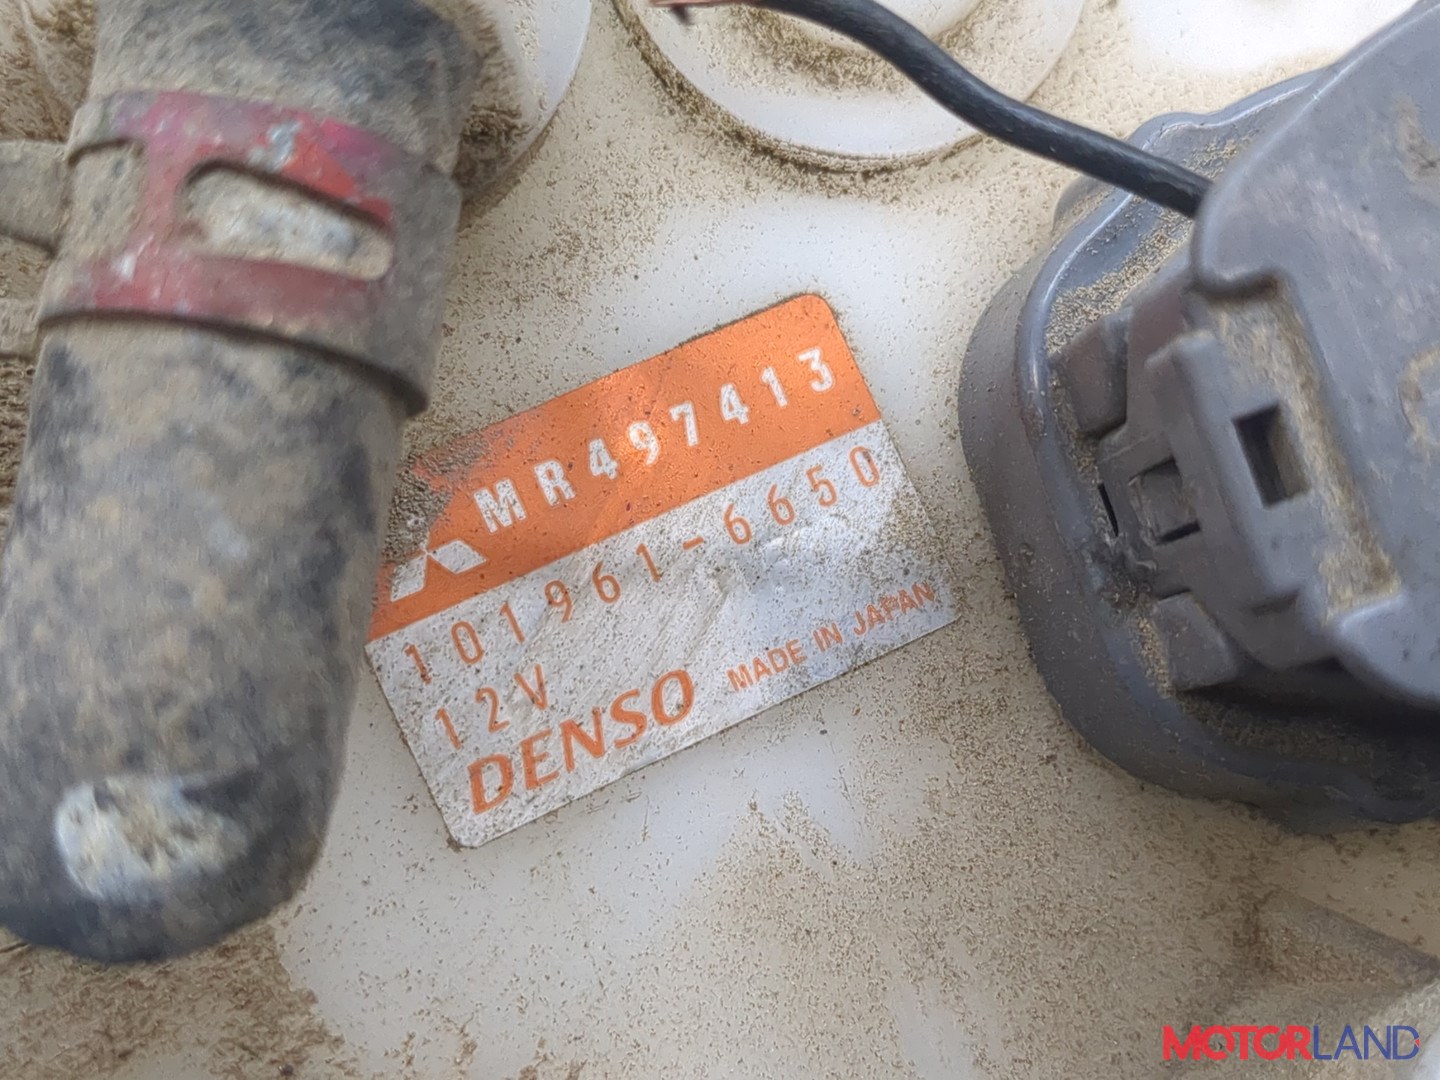 MR497413
101961-6650
12V
DENSO MADE IN JAPAN
MOTORLAND